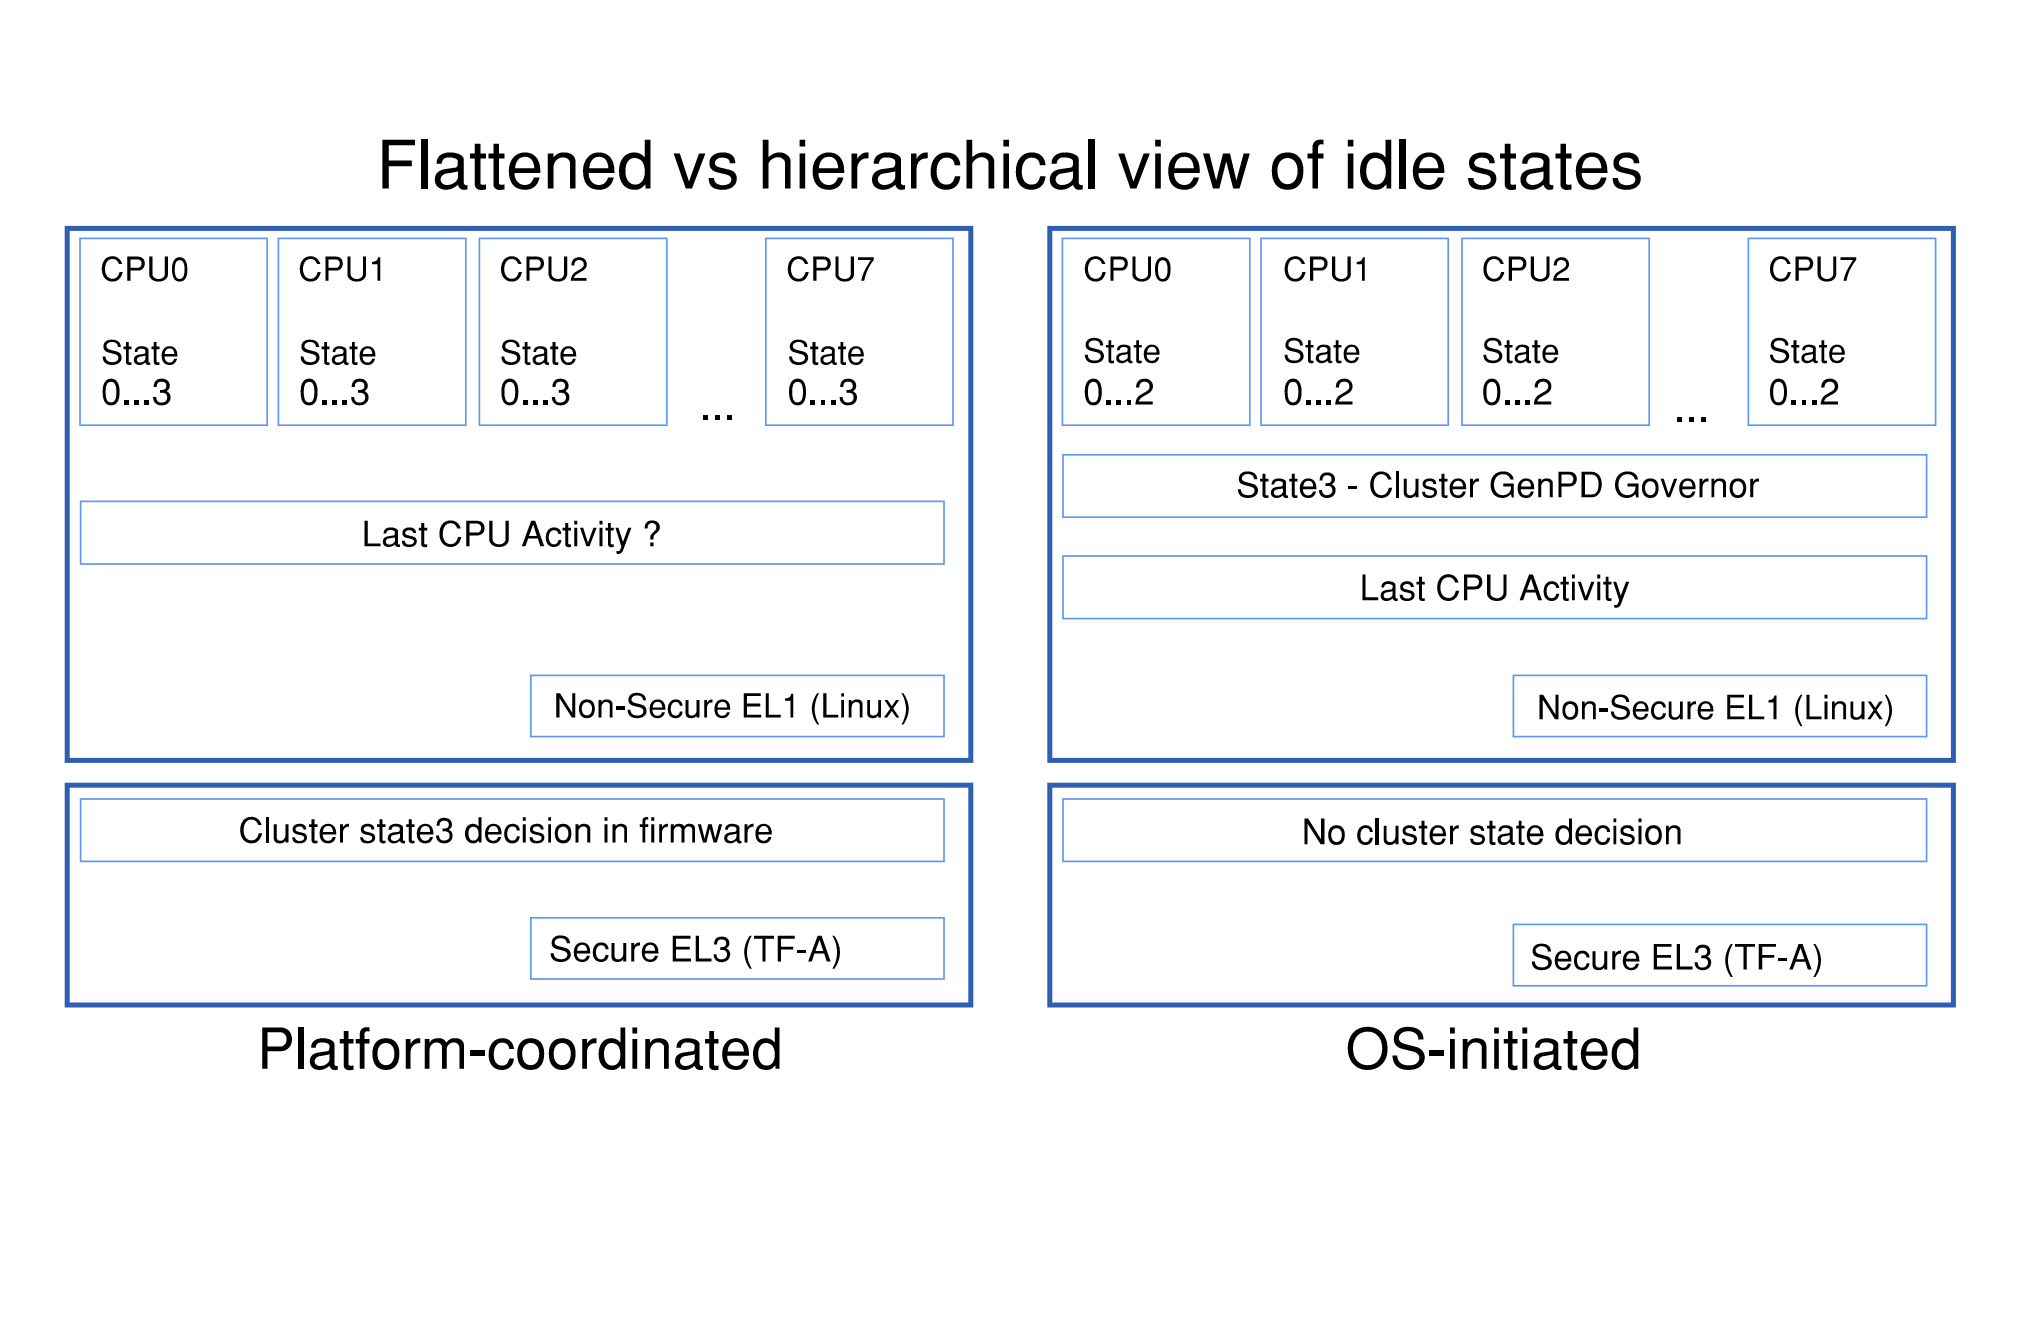 Flattened vs hierarchical view of idle states
CPU0
State
0...3
CPU1
State
0...3
CPU2
State
0...3
...
CPU7
State
0...3
Last CPU Activity ?
Non-Secure EL1 (Linux)
Cluster state3 decision in firmware
Secure EL3 (TF-A)
Platform-coordinated
CPU0
State
0...2
CPU1
State
0...2
CPU2
State
0...2
...
CPU7
State
0...2
State3 - Cluster GenPD Governor
Last CPU Activity
Non-Secure EL1 (Linux)
No cluster state decision
Secure EL3 (TF-A)
OS-initiated